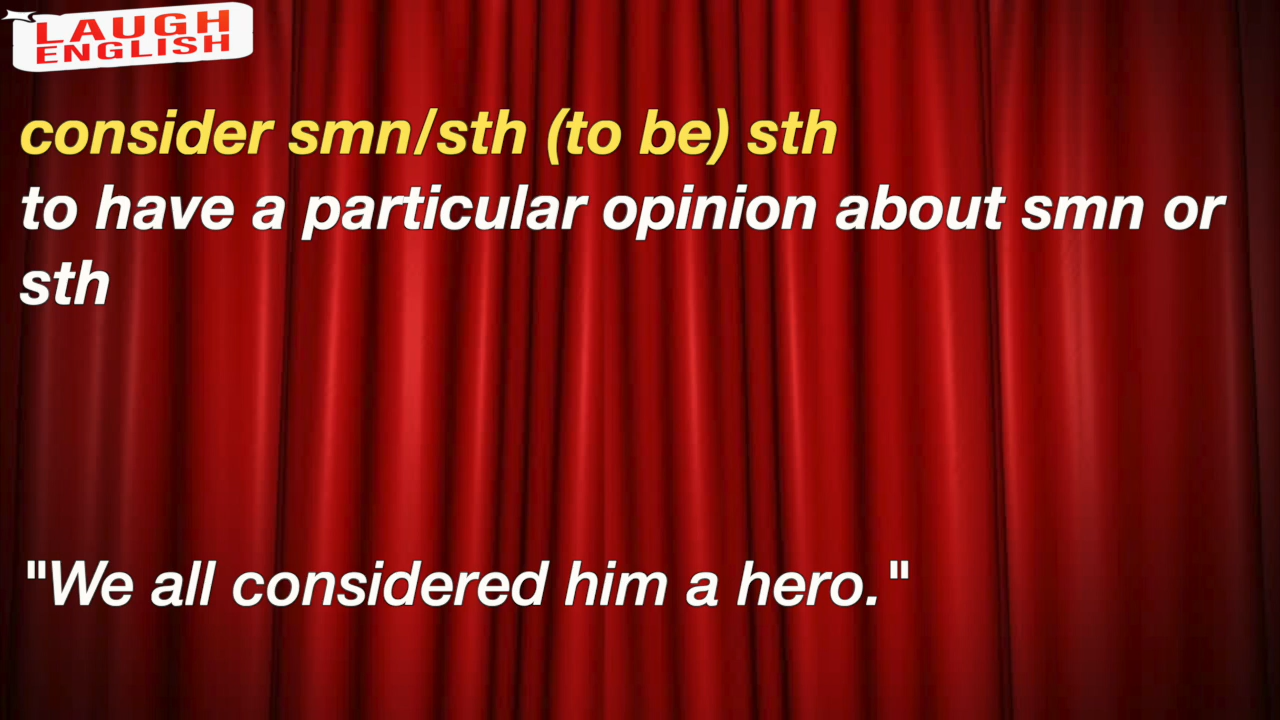 LAUGH
ENGLISH
consider smn/sth (to be) sth
to have a particular opinion about smn or
sth
"We all considered him a hero."